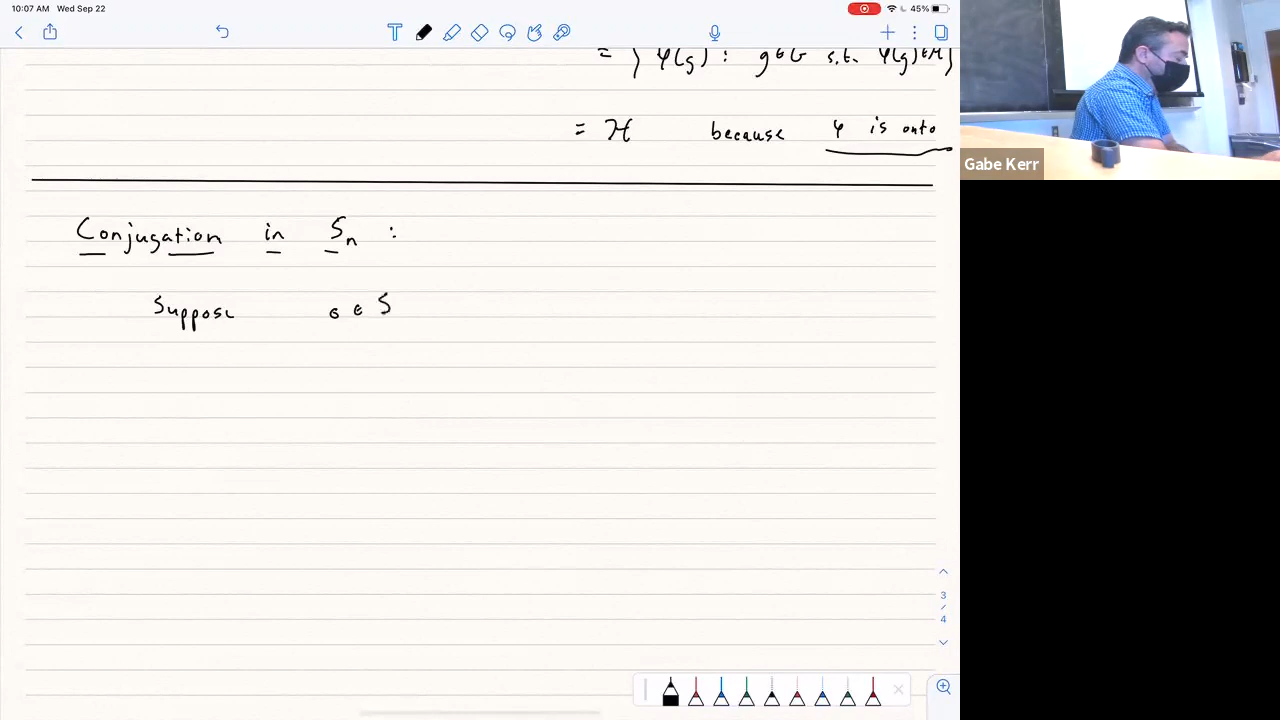 10:07 AM Wed Sep 22
45%
= { φ(g) : g ∈ G s.t. φ(g) ∈ H }
= H because φ is onto
Gabe Kerr
Conjugation in Sn :
Suppose σ ∈ S
3
/
4